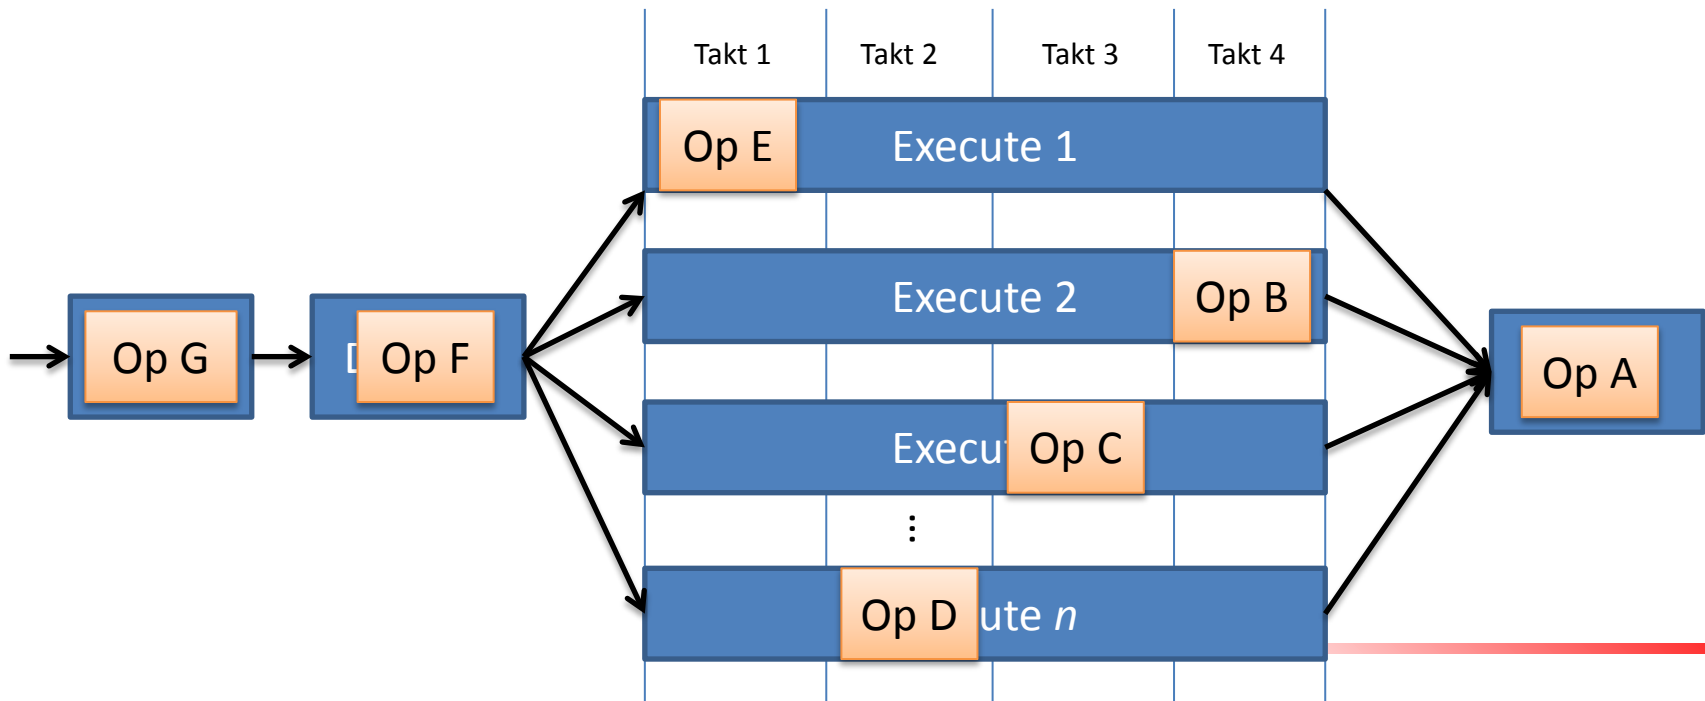 Takt 1 Takt 2 Takt 3 Takt 4
Op E Execute 1
Execute 2 Op B
Op G
Op F
Op A
Op C
⋮
Op D ute n